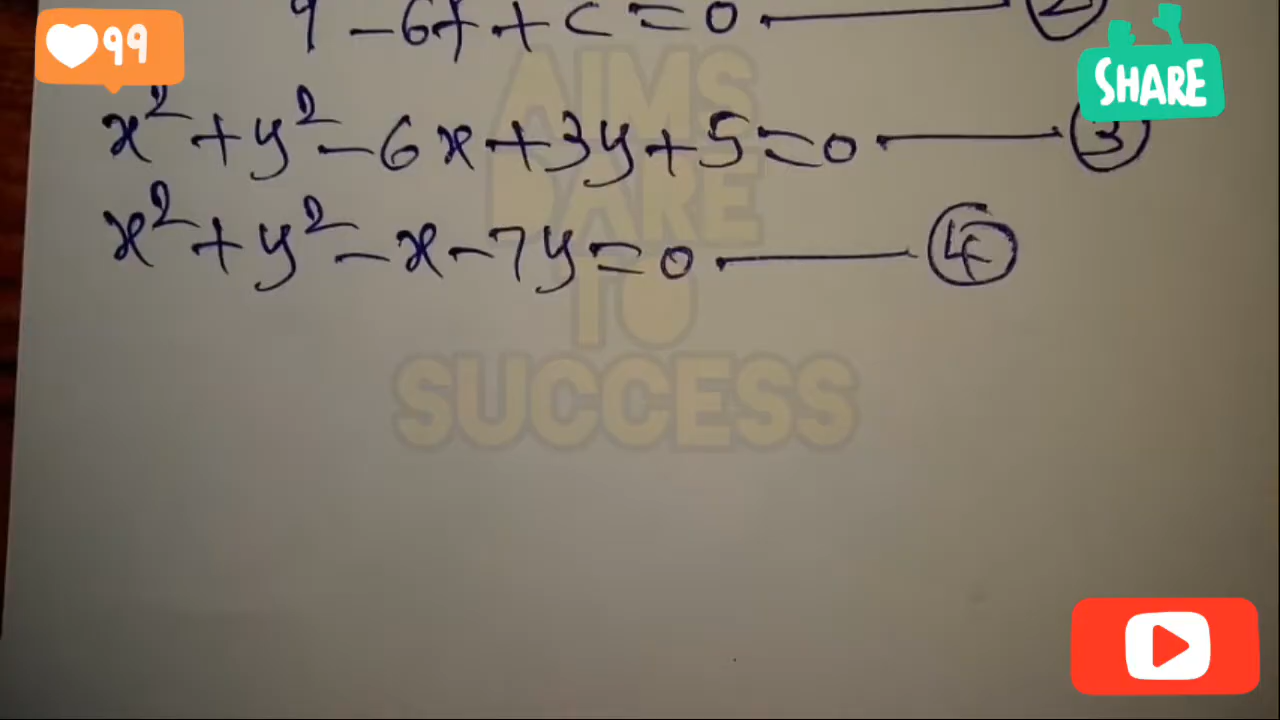 99
SHARE
9 - 6f + c = 0 ——— ②
x² + y² - 6x + 3y + 5 = 0 ——— ③
x² + y² - x - 7y = 0 ——— ④
AIMS
DARE
TO
SUCCESS